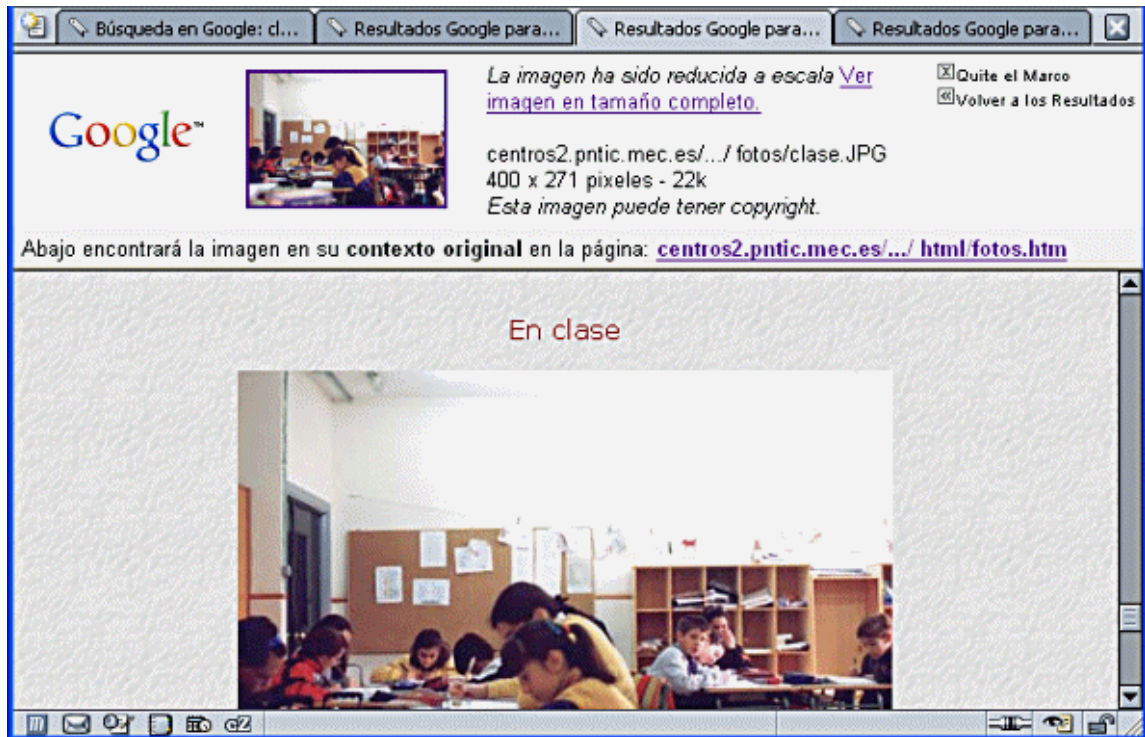 Búsqueda en Google: cl...
Resultados Google para...
Resultados Google para...
Resultados Google para...
Google™
La imagen ha sido reducida a escala Ver
imagen en tamaño completo.
centros2.pntic.mec.es/.../ fotos/clase.JPG
400 x 271 pixeles - 22k
Esta imagen puede tener copyright.
Quite el Marco
Volver a los Resultados
Abajo encontrará la imagen en su contexto original en la página: centros2.pntic.mec.es/.../ html/fotos.htm
En clase